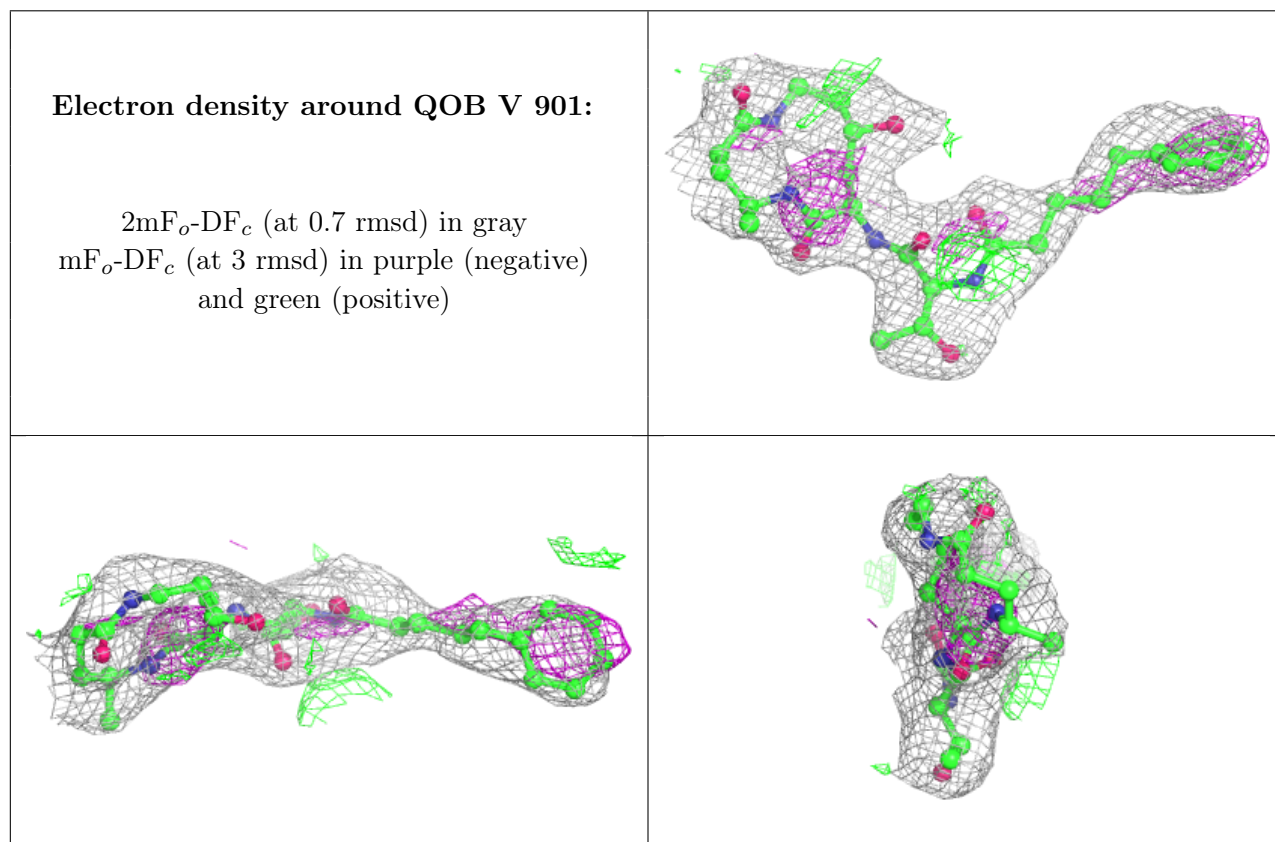 Electron density around QOB V 901:
2mFo-DFc (at 0.7 rmsd) in gray
mFo-DFc (at 3 rmsd) in purple (negative)
and green (positive)